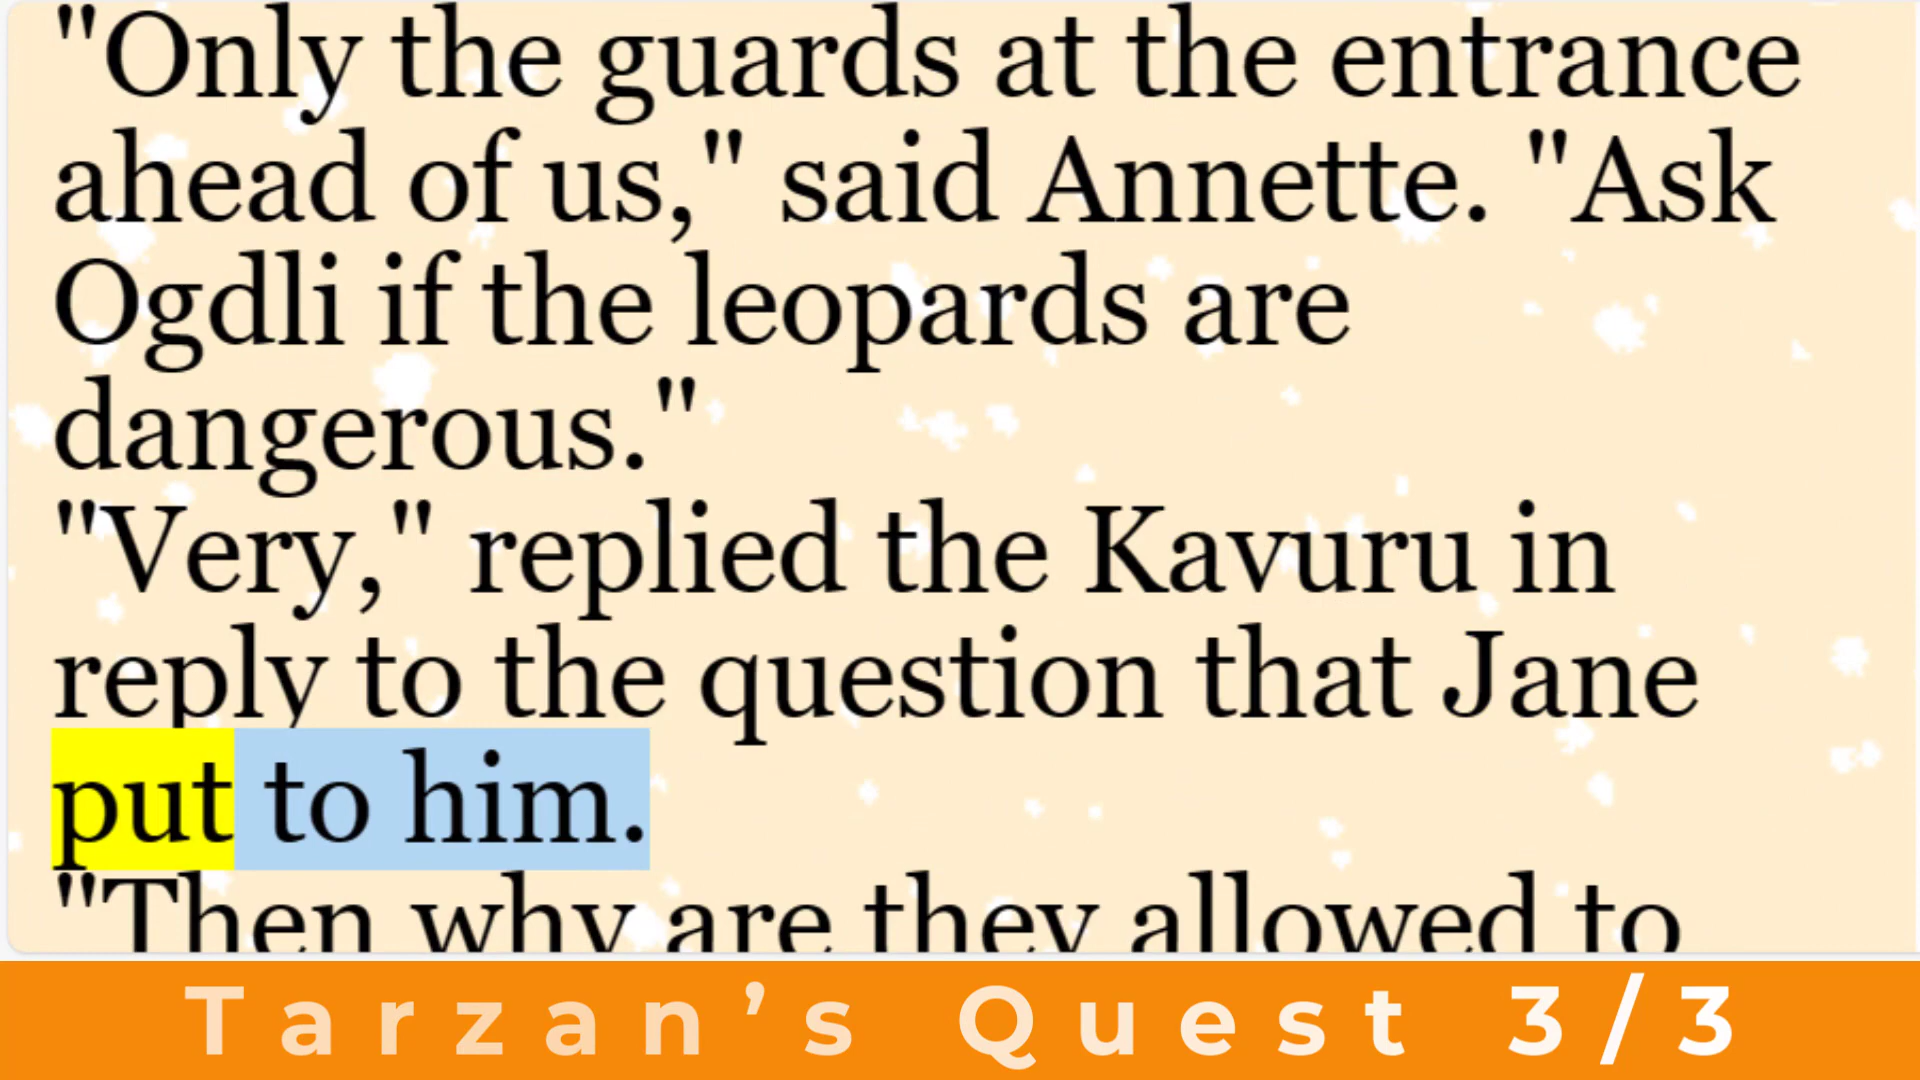 "Only the guards at the entrance
ahead of us," said Annette. "Ask
Ogdli if the leopards are
dangerous."
"Very," replied the Kavuru in
reply to the question that Jane
put to him.
"Then why are they allowed to
Tarzan’s Quest 3/3